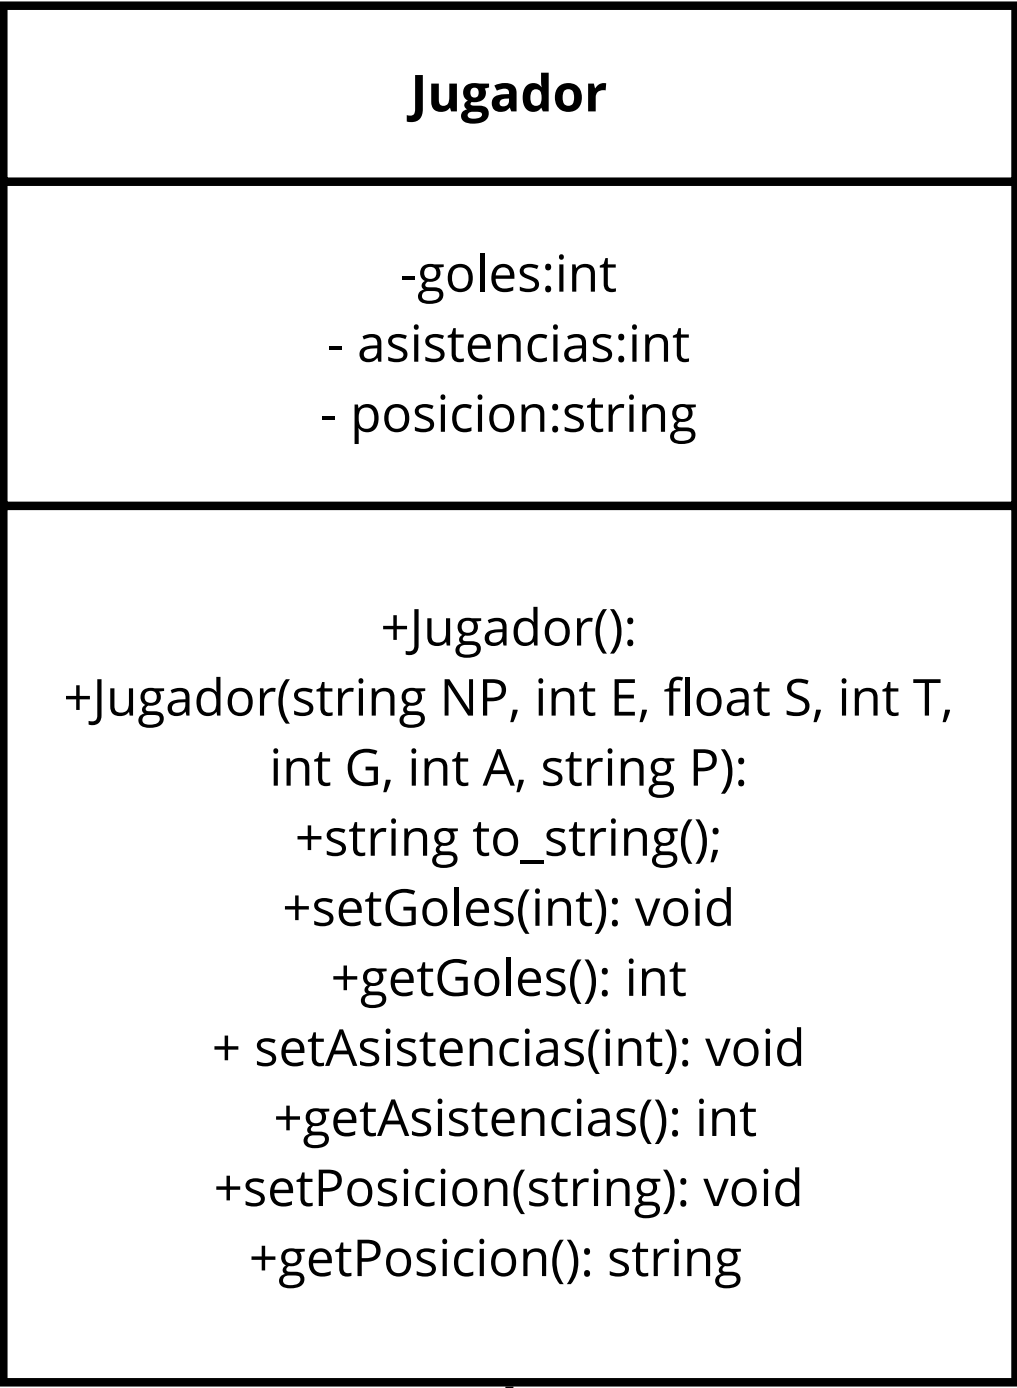 Jugador
-goles:int
- asistencias:int
- posicion:string
+Jugador():
+Jugador(string NP, int E, float S, int T,
int G, int A, string P):
+string to_string();
+setGoles(int): void
+getGoles(): int
+ setAsistencias(int): void
+getAsistencias(): int
+setPosicion(string): void
+getPosicion(): string